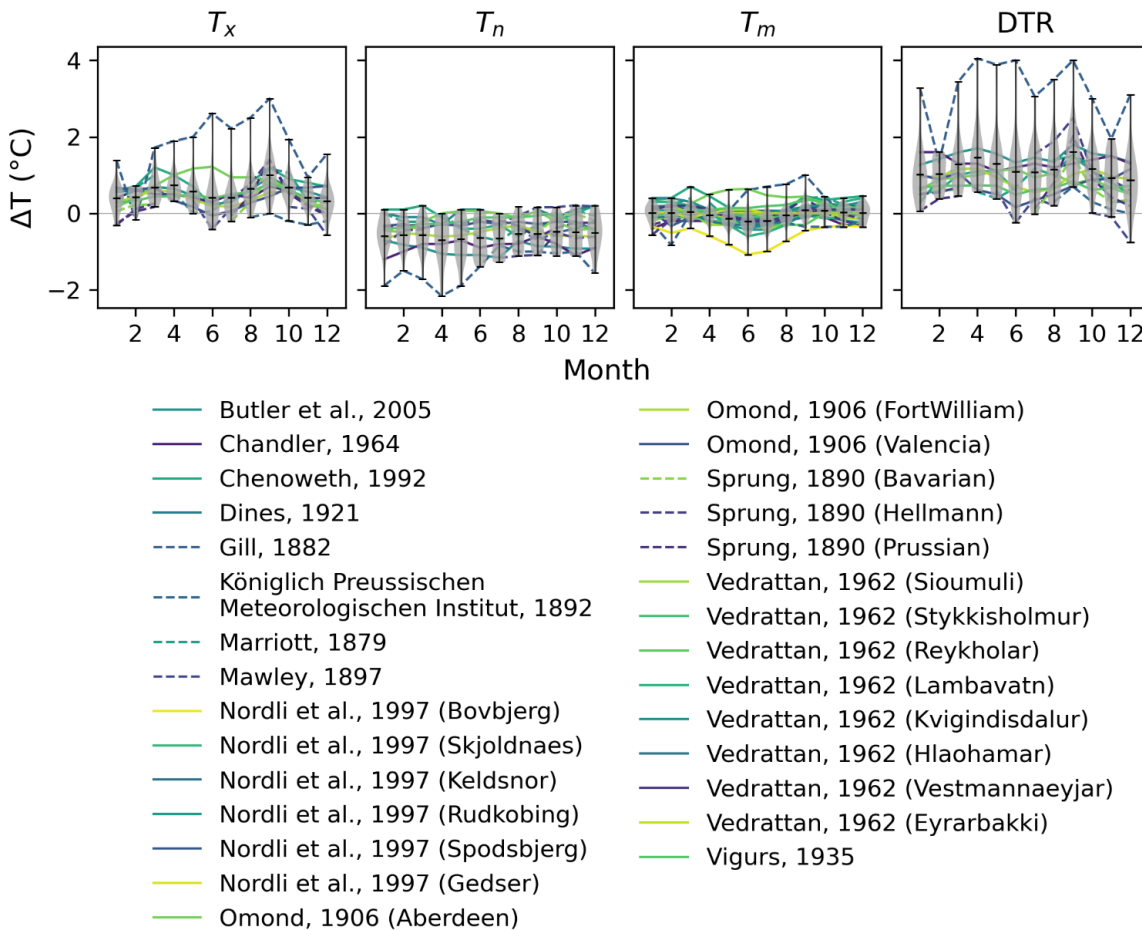 Tx Tn Tm DTR
ΔT (°C)
4
2
0
−2
2 4 6 8 10 12 2 4 6 8 10 12 2 4 6 8 10 12 2 4 6 8 10 12
Month
Butler et al., 2005
Chandler, 1964
Chenoweth, 1992
Dines, 1921
Gill, 1882
Königlich Preussischen
Meteorologischen Institut, 1892
Marriott, 1879
Mawley, 1897
Nordli et al., 1997 (Bovbjerg)
Nordli et al., 1997 (Skjoldnaes)
Nordli et al., 1997 (Keldsnor)
Nordli et al., 1997 (Rudkobing)
Nordli et al., 1997 (Spodsbjerg)
Nordli et al., 1997 (Gedser)
Omond, 1906 (Aberdeen)
Omond, 1906 (FortWilliam)
Omond, 1906 (Valencia)
Sprung, 1890 (Bavarian)
Sprung, 1890 (Hellmann)
Sprung, 1890 (Prussian)
Vedrattan, 1962 (Sioumuli)
Vedrattan, 1962 (Stykkisholmur)
Vedrattan, 1962 (Reykholar)
Vedrattan, 1962 (Lambavatn)
Vedrattan, 1962 (Kvigindisdalur)
Vedrattan, 1962 (Hlaohamar)
Vedrattan, 1962 (Vestmannaeyjar)
Vedrattan, 1962 (Eyrarbakki)
Vigurs, 1935